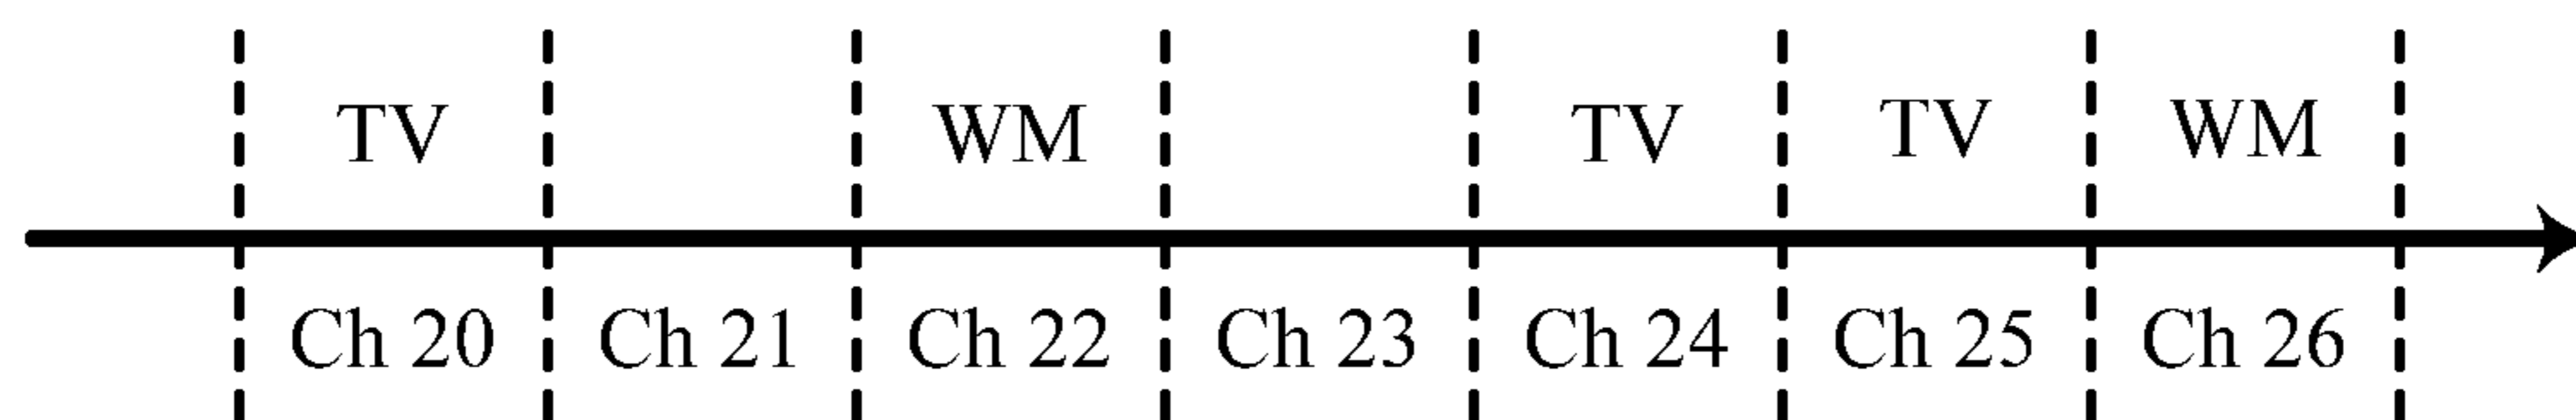 TV WM TV TV WM
Ch 20 Ch 21 Ch 22 Ch 23 Ch 24 Ch 25 Ch 26